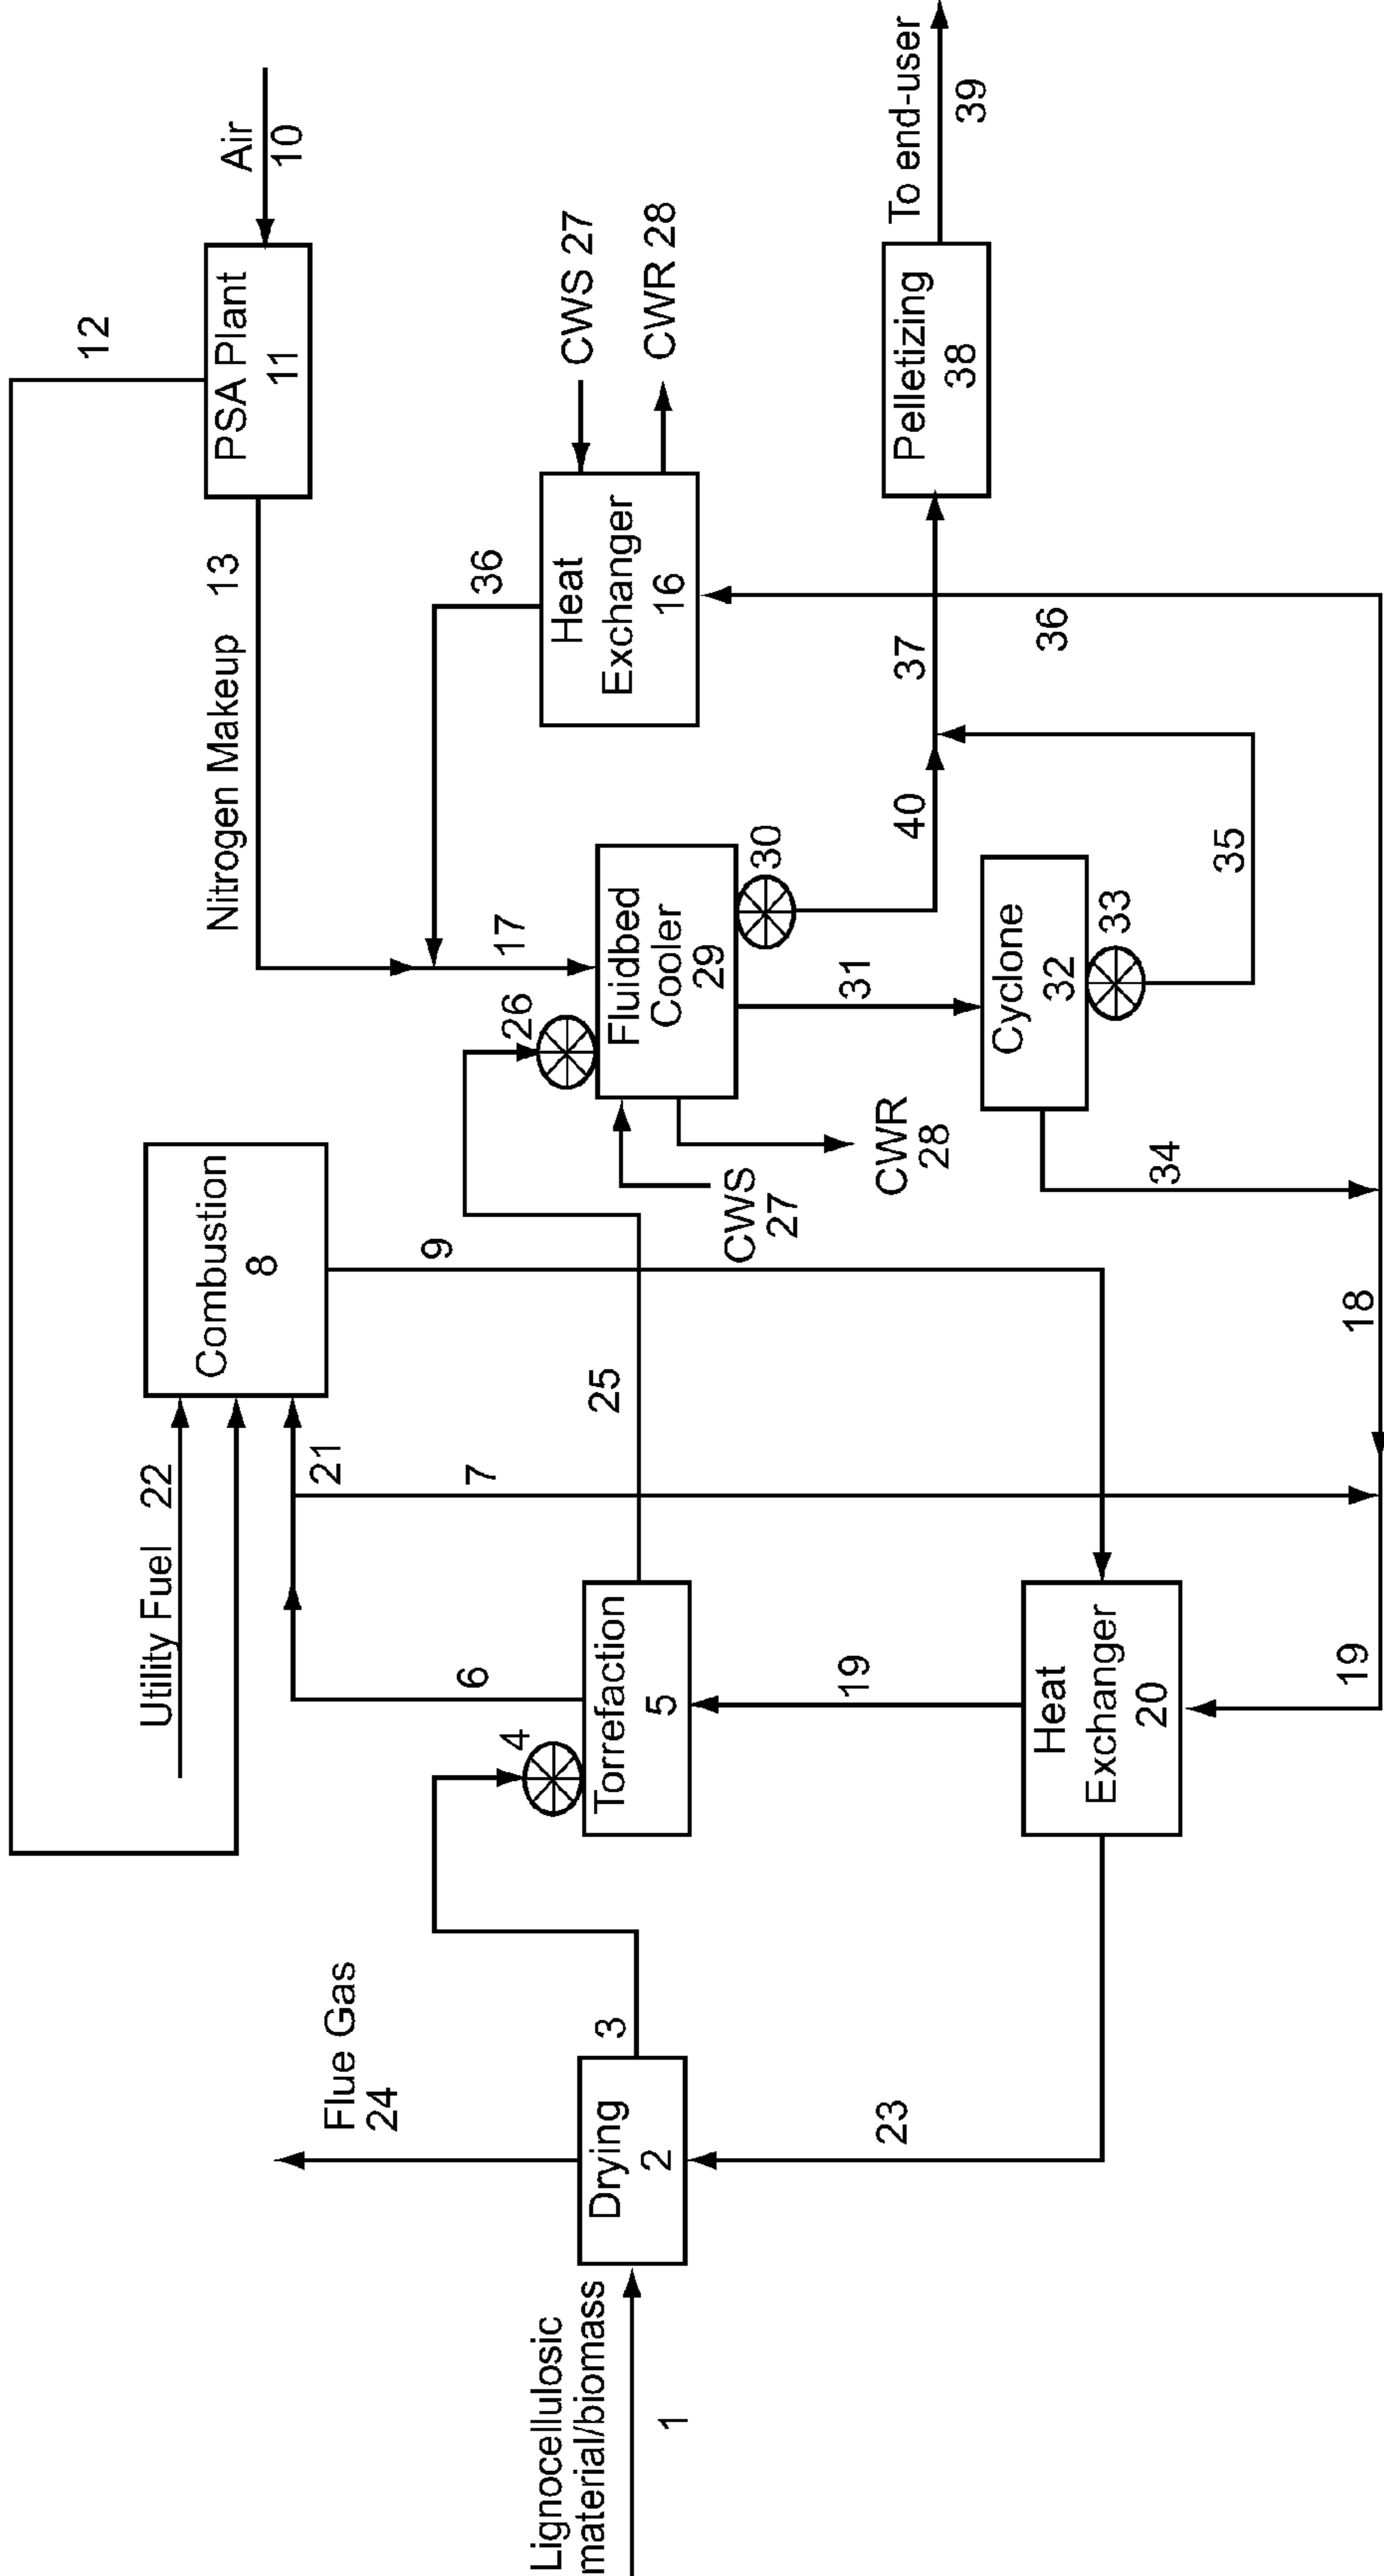 12
Air
10
PSA Plant
11
Nitrogen Makeup 13
CWS 27
CWR 28
36
Heat
Exchanger
16
To end-user
39
Pelletizing
38
37
36
40
35
17
26
Fluidbed
Cooler
29
30
31
Cyclone
32
33
34
CWS
27
CWR
28
Combustion
8
9
Utility Fuel 22
21
7
25
18
6
4
Torrefaction
5
19
Heat
Exchanger
20
19
Flue Gas
24
3
Drying
2
23
Lignocellulosic
material/biomass
1